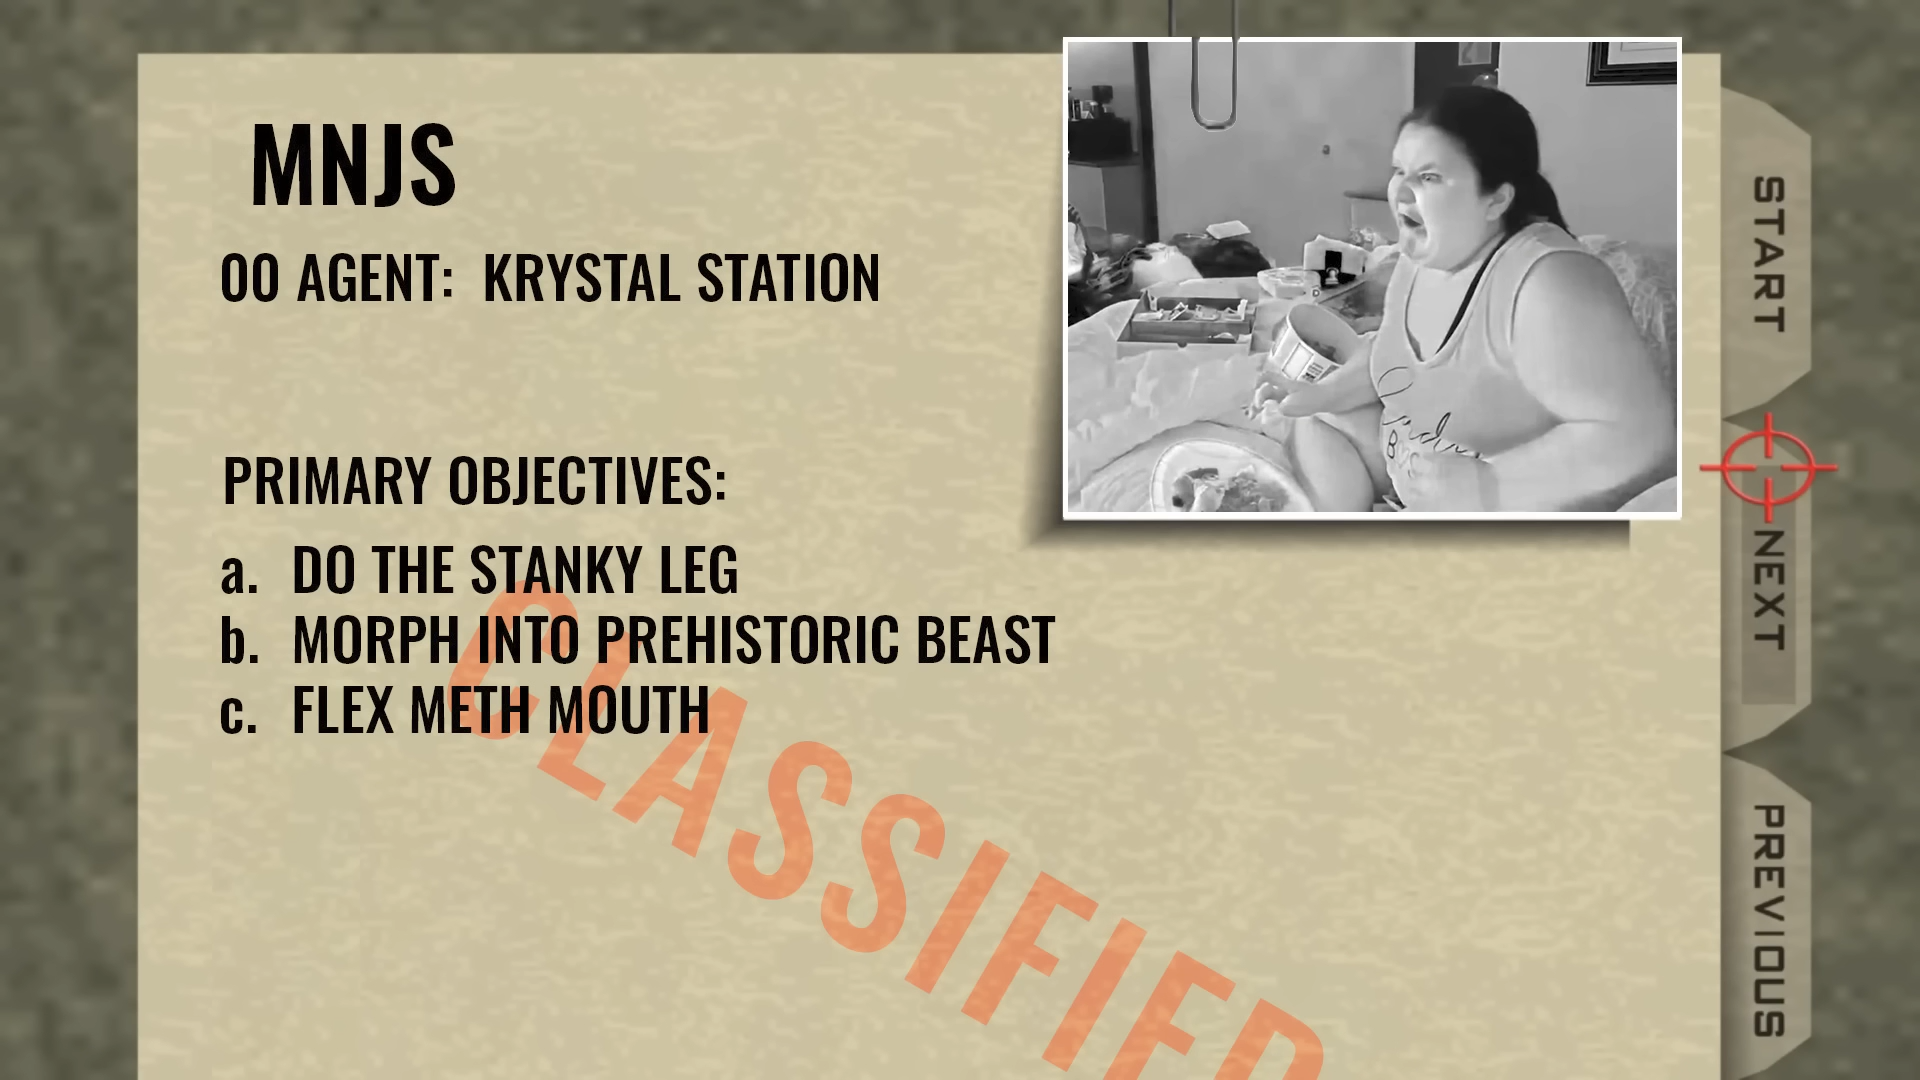 MNJS
00 AGENT: KRYSTAL STATION
PRIMARY OBJECTIVES:
a. DO THE STANKY LEG
b. MORPH INTO PREHISTORIC BEAST
c. FLEX METH MOUTH
CLASSIFIED
START
NEXT
PREVIOUS